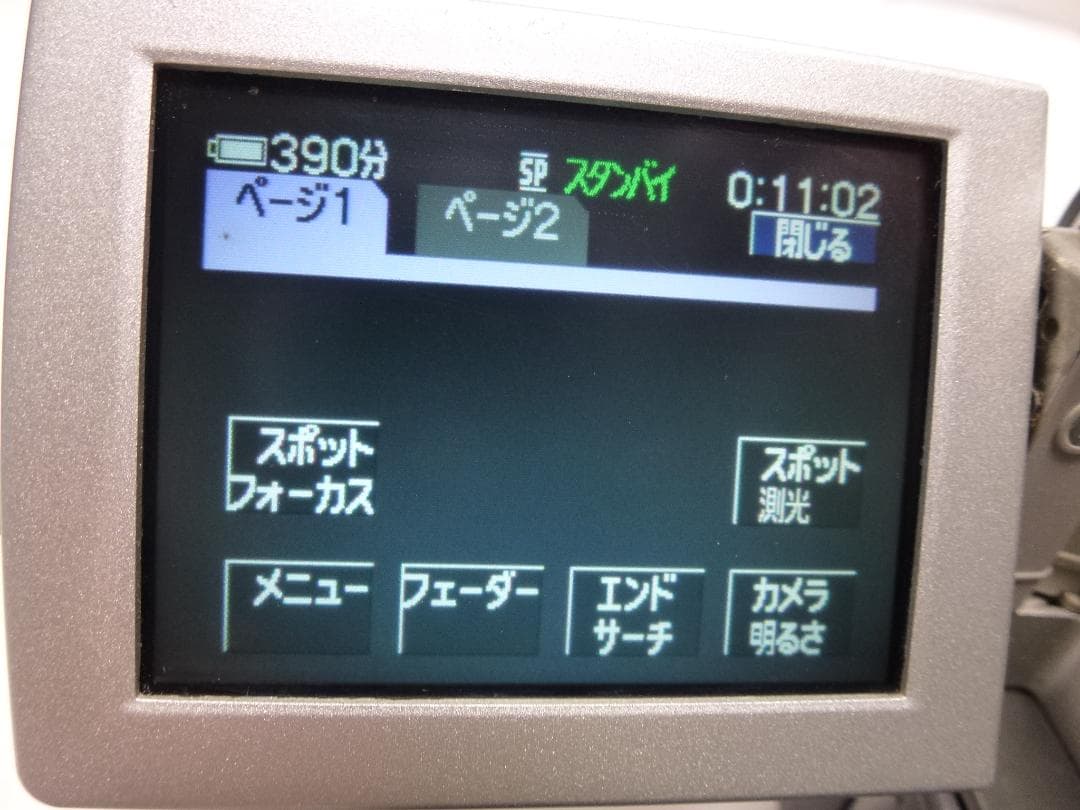 390分 SP スタンバイ 0:11:02
ページ1 ページ2 閉じる
スポット
フォーカス
スポット
測光
メニュー
フェーダー
エンド
サーチ
カメラ
明るさ